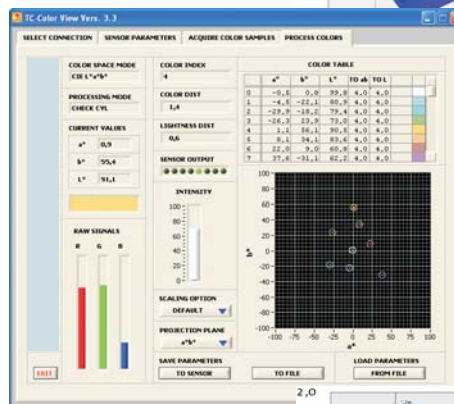 TC-Color View Vers. 3.3
SELECT CONNECTION SENSOR PARAMETERS ACQUIRE COLOR SAMPLES PROCESS COLORS
COLOR SPACE MODE
CIE L*a*b*
PROCESSING MODE
CHECK CYL
CURRENT VALUES
a* 0,9
b* 55,4
L* 91,1
RAW SIGNALS
R G B
EXIT
COLOR INDEX
4
COLOR DIST
1,4
LIGHTNESS DIST
0,6
SENSOR OUTPUT
INTENSITY
100
80
60
40
20
0
SCALING OPTION
DEFAULT
PROJECTION PLANE
a*b*
COLOR TABLE
a* b* L* TO ab TO L
0 -0,5 0,8 99,8 4,0 4,0
1 -4,5 -22,1 80,9 4,0 4,0
2 -29,9 -18,2 79,4 4,0 4,0
3 -26,3 23,9 73,0 4,0 4,0
4 1,1 56,1 90,5 4,0 4,0
5 8,1 34,1 83,6 4,0 4,0
6 22,0 9,0 60,8 4,0 4,0
7 37,6 -31,1 62,2 4,0 4,0
100
80
60
40
20
0
-20
-40
-60
-80
-100
b*
-100 -75 -50 -25 0 25 50 75 100
a*
SAVE PARAMETERS LOAD PARAMETERS
TO SENSOR TO FILE FROM FILE
2,0